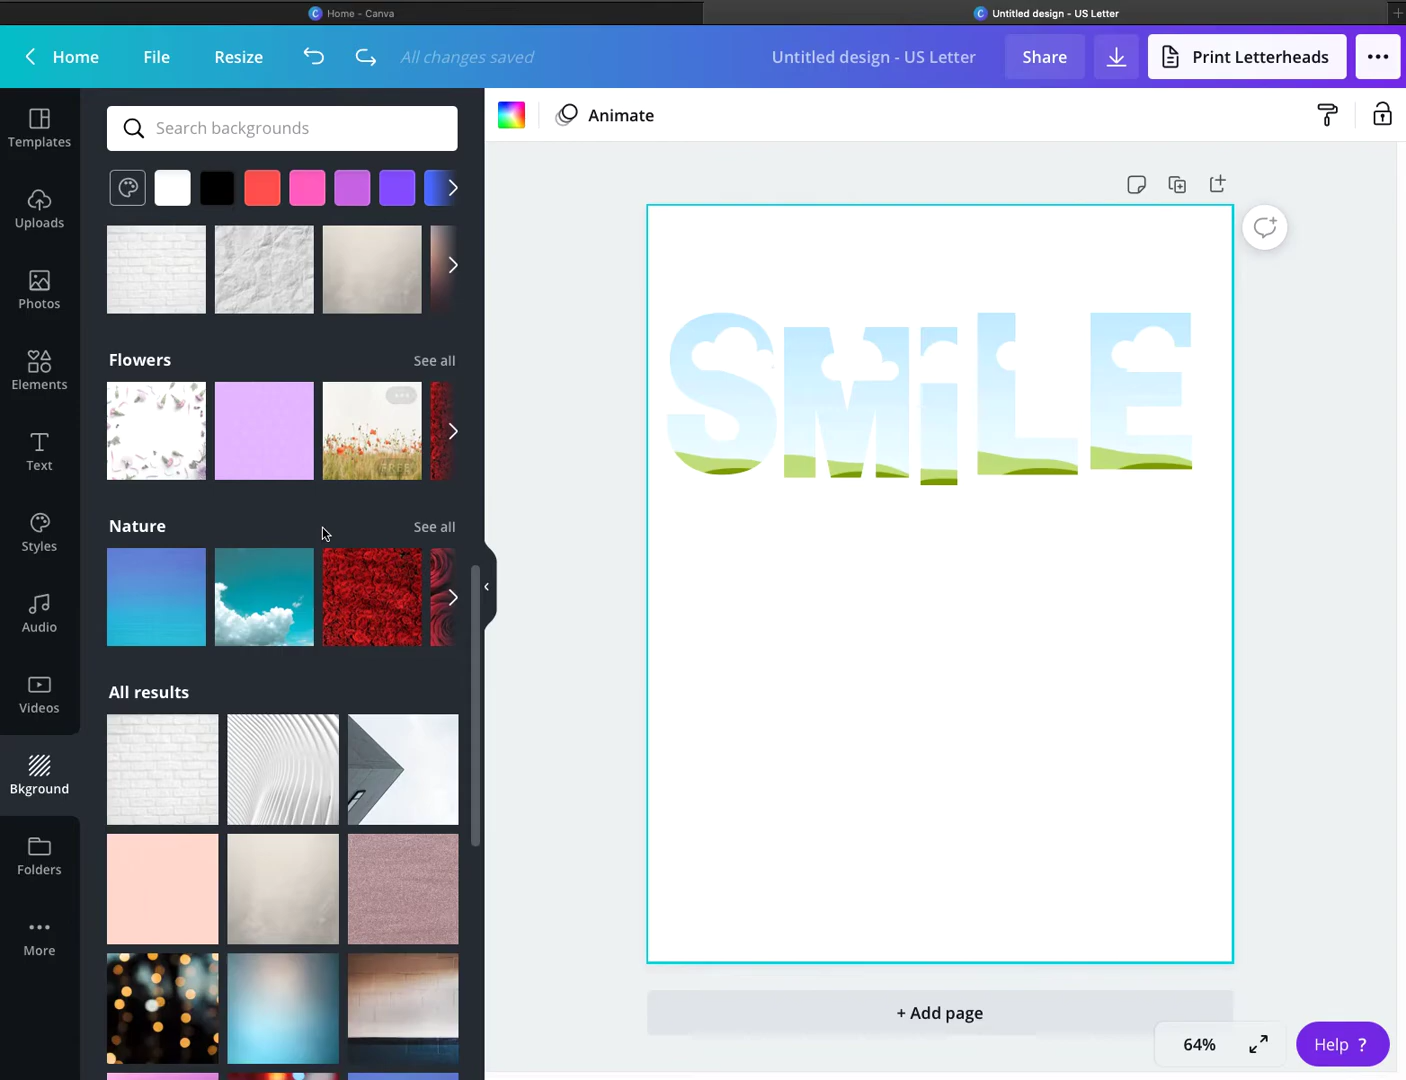 Home - Canva
Untitled design - US Letter
Home
File
Resize
All changes saved
Untitled design - US Letter
Share
Print Letterheads
Templates
Uploads
Photos
Elements
Text
Styles
Audio
Videos
Bkground
Folders
More
Search backgrounds
Flowers
See all
FREE
Nature
See all
All results
Animate
SMiLE
+ Add page
64%
Help ?